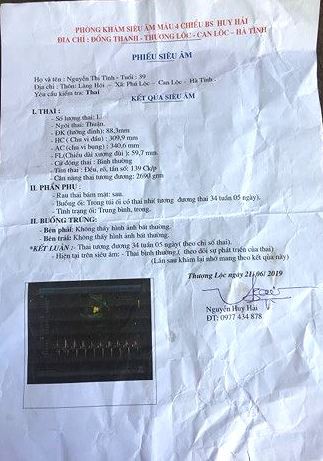 PHÒNG KHÁM SIÊU ÂM MÀU 4 CHIỀU BS HUY HẢI
ĐỊA CHỈ : ĐỒNG THANH - THƯỢNG LỘC - CAN LỘC – HÀ TĨNH
PHIẾU SIÊU ÂM
Họ và tên : Nguyễn Thị Tình - Tuổi : 39
Địa chỉ : Thôn: Làng Hội – Xã: Phú Lộc – Can Lộc - Hà Tĩnh
Yêu cầu kiểm tra: Thai
KẾT QUẢ SIÊU ÂM
I. THAI :
- Số lượng thai: 1
- Ngôi thai: Thuận.
- ĐK (lưỡng đỉnh): 88,3mm
- HC ( Chu vi đầu) : 309,9 mm
- AC (chu vi bụng) : 340,6 mm
- FL(Chiều dài xương đùi ): 59,7 mm.
- Cử động thai : Bình thường
- Tim thai : Đều, rõ, tần số: 139 Ck/p
- Cân nặng thai tương đương: 2690 grm
II. PHẦN PHỤ :
- Rau thai bám mặt: sau.
- Buồng ối: Trong túi ối có thai nhi( tương đương thai 34 tuần 05 ngày).
- Tình trạng ối: Trung bình, trong.
II. BUỒNG TRỨNG:
- Bên phải: Không thấy hình ảnh bất thường.
- Bên trái: Không thấy hình ảnh bất thường.
*KẾT LUẬN :- Thai tương đương 34 tuần 05 ngày( theo chỉ số thai).
- Hiện tại trên siêu âm: - Thai bình thường,( theo dõi sự phát triển của thai)
(Lần sau khám lại nhớ mang theo kết qủa này)
Thượng Lộc ngày 21/06/2019
Nguyễn Huy Hải
ĐT: 0977 434 878